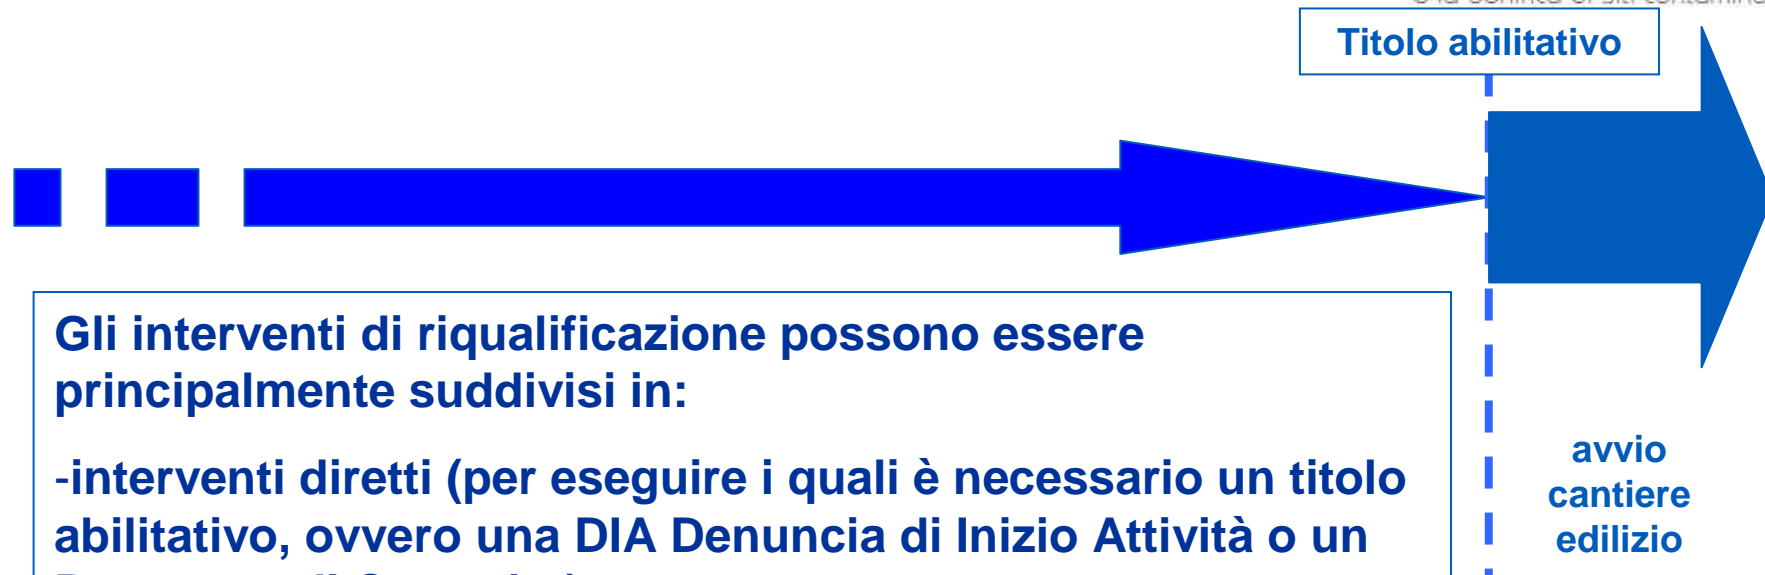 Titolo abilitativo
Gli interventi di riqualificazione possono essere
principalmente suddivisi in:
-interventi diretti (per eseguire i quali è necessario un titolo
abilitativo, ovvero una DIA Denuncia di Inizio Attività o un
avvio
cantiere
edilizio